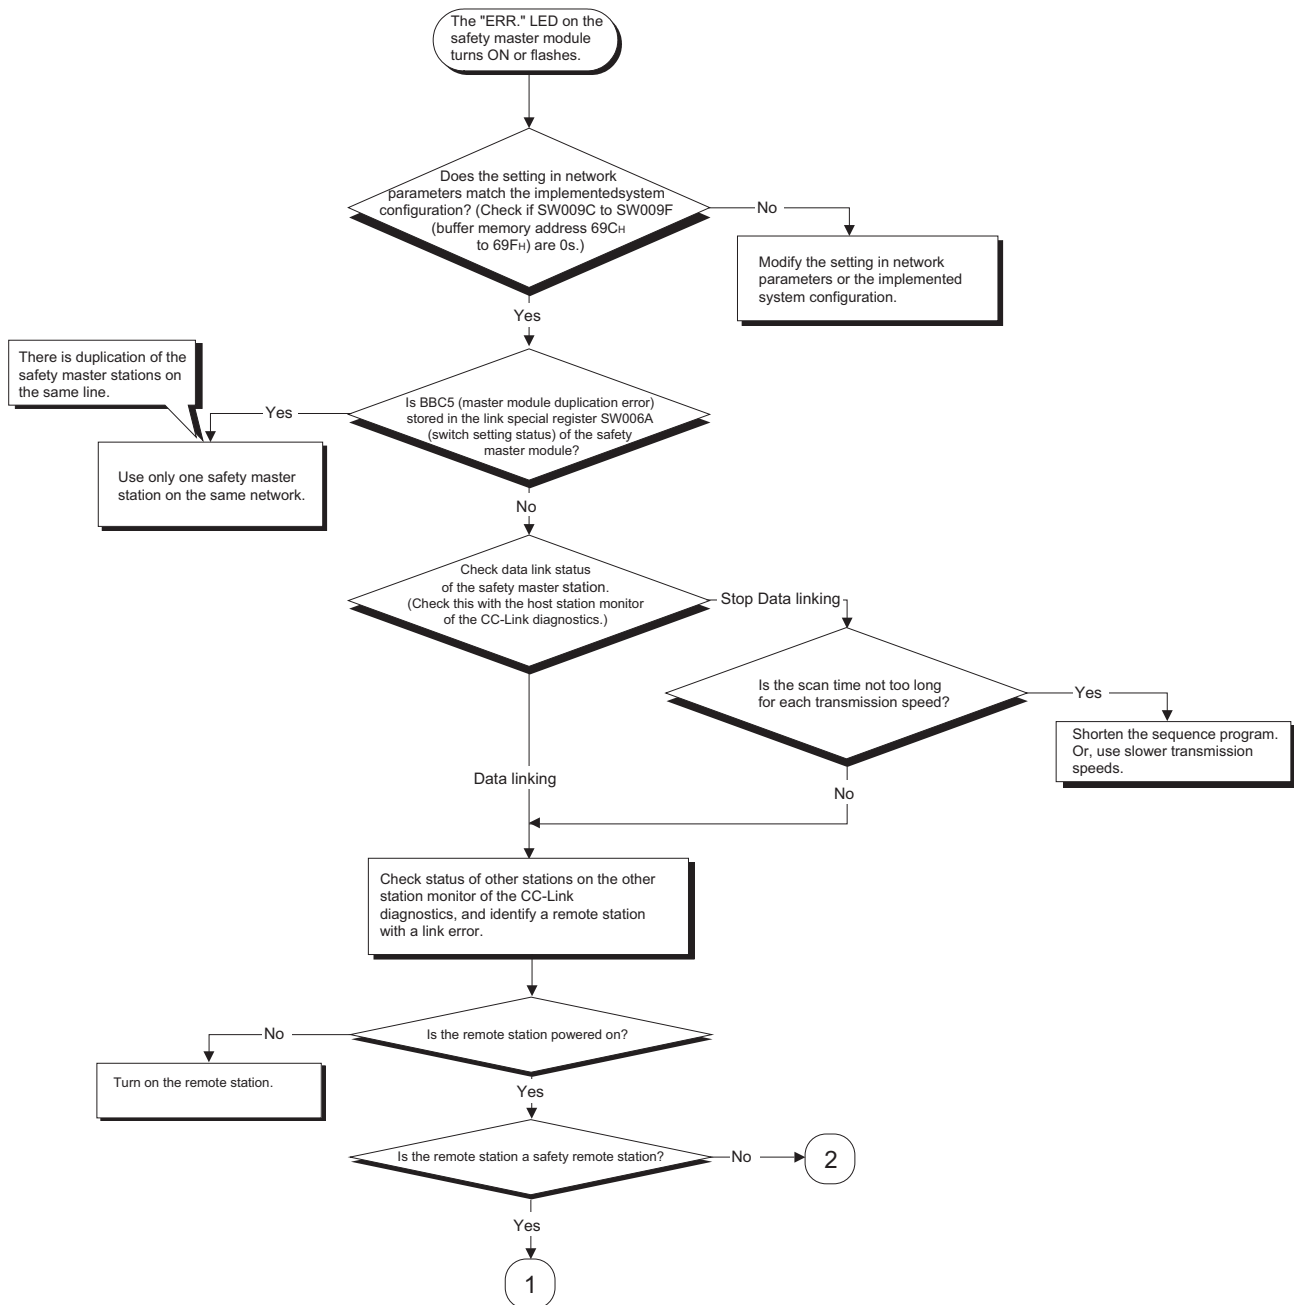 The "ERR." LED on the
safety master module
turns ON or flashes.
Does the setting in network
parameters match the implementedsystem
configuration? (Check if SW009C to SW009F
(buffer memory address 69CH
to 69FH) are 0s.)
No
Modify the setting in network
parameters or the implemented
system configuration.
Yes
There is duplication of the
safety master stations on
the same line.
Is BBC5 (master module duplication error)
stored in the link special register SW006A
(switch setting status) of the safety
master module?
Yes
Use only one safety master
station on the same network.
No
Check data link status
of the safety master station.
(Check this with the host station monitor
of the CC-Link diagnostics.)
Stop Data linking
Is the scan time not too long
for each transmission speed?
Yes
Shorten the sequence program.
Or, use slower transmission
speeds.
Data linking
No
Check status of other stations on the other
station monitor of the CC-Link
diagnostics, and identify a remote station
with a link error.
Is the remote station powered on?
No
Turn on the remote station.
Yes
Is the remote station a safety remote station?
No
2
Yes
1